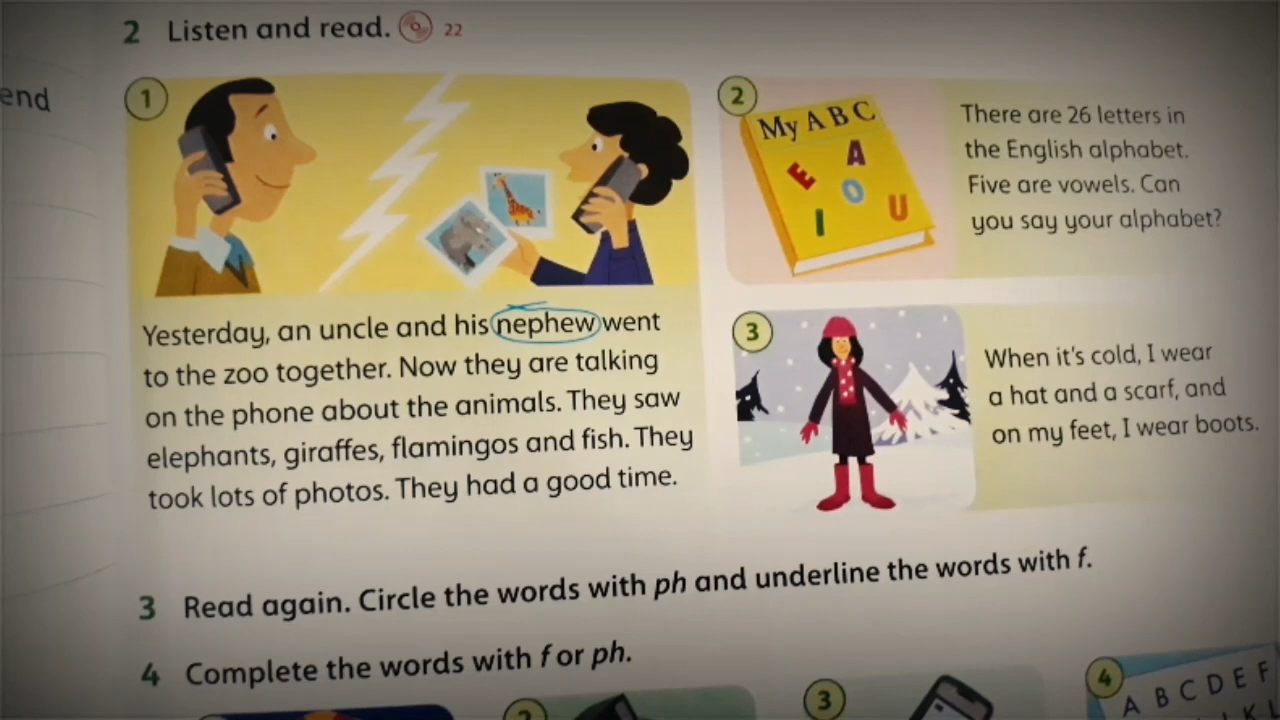 end
2 Listen and read. 22
1
Yesterday, an uncle and his nephew went
to the zoo together. Now they are talking
on the phone about the animals. They saw
elephants, giraffes, flamingos and fish. They
took lots of photos. They had a good time.
2
My ABC
E A
I O U
There are 26 letters in
the English alphabet.
Five are vowels. Can
you say your alphabet?
3
When it's cold, I wear
a hat and a scarf, and
on my feet, I wear boots.
3 Read again. Circle the words with ph and underline the words with f.
4 Complete the words with f or ph.
3
4
A B C D E F
K L